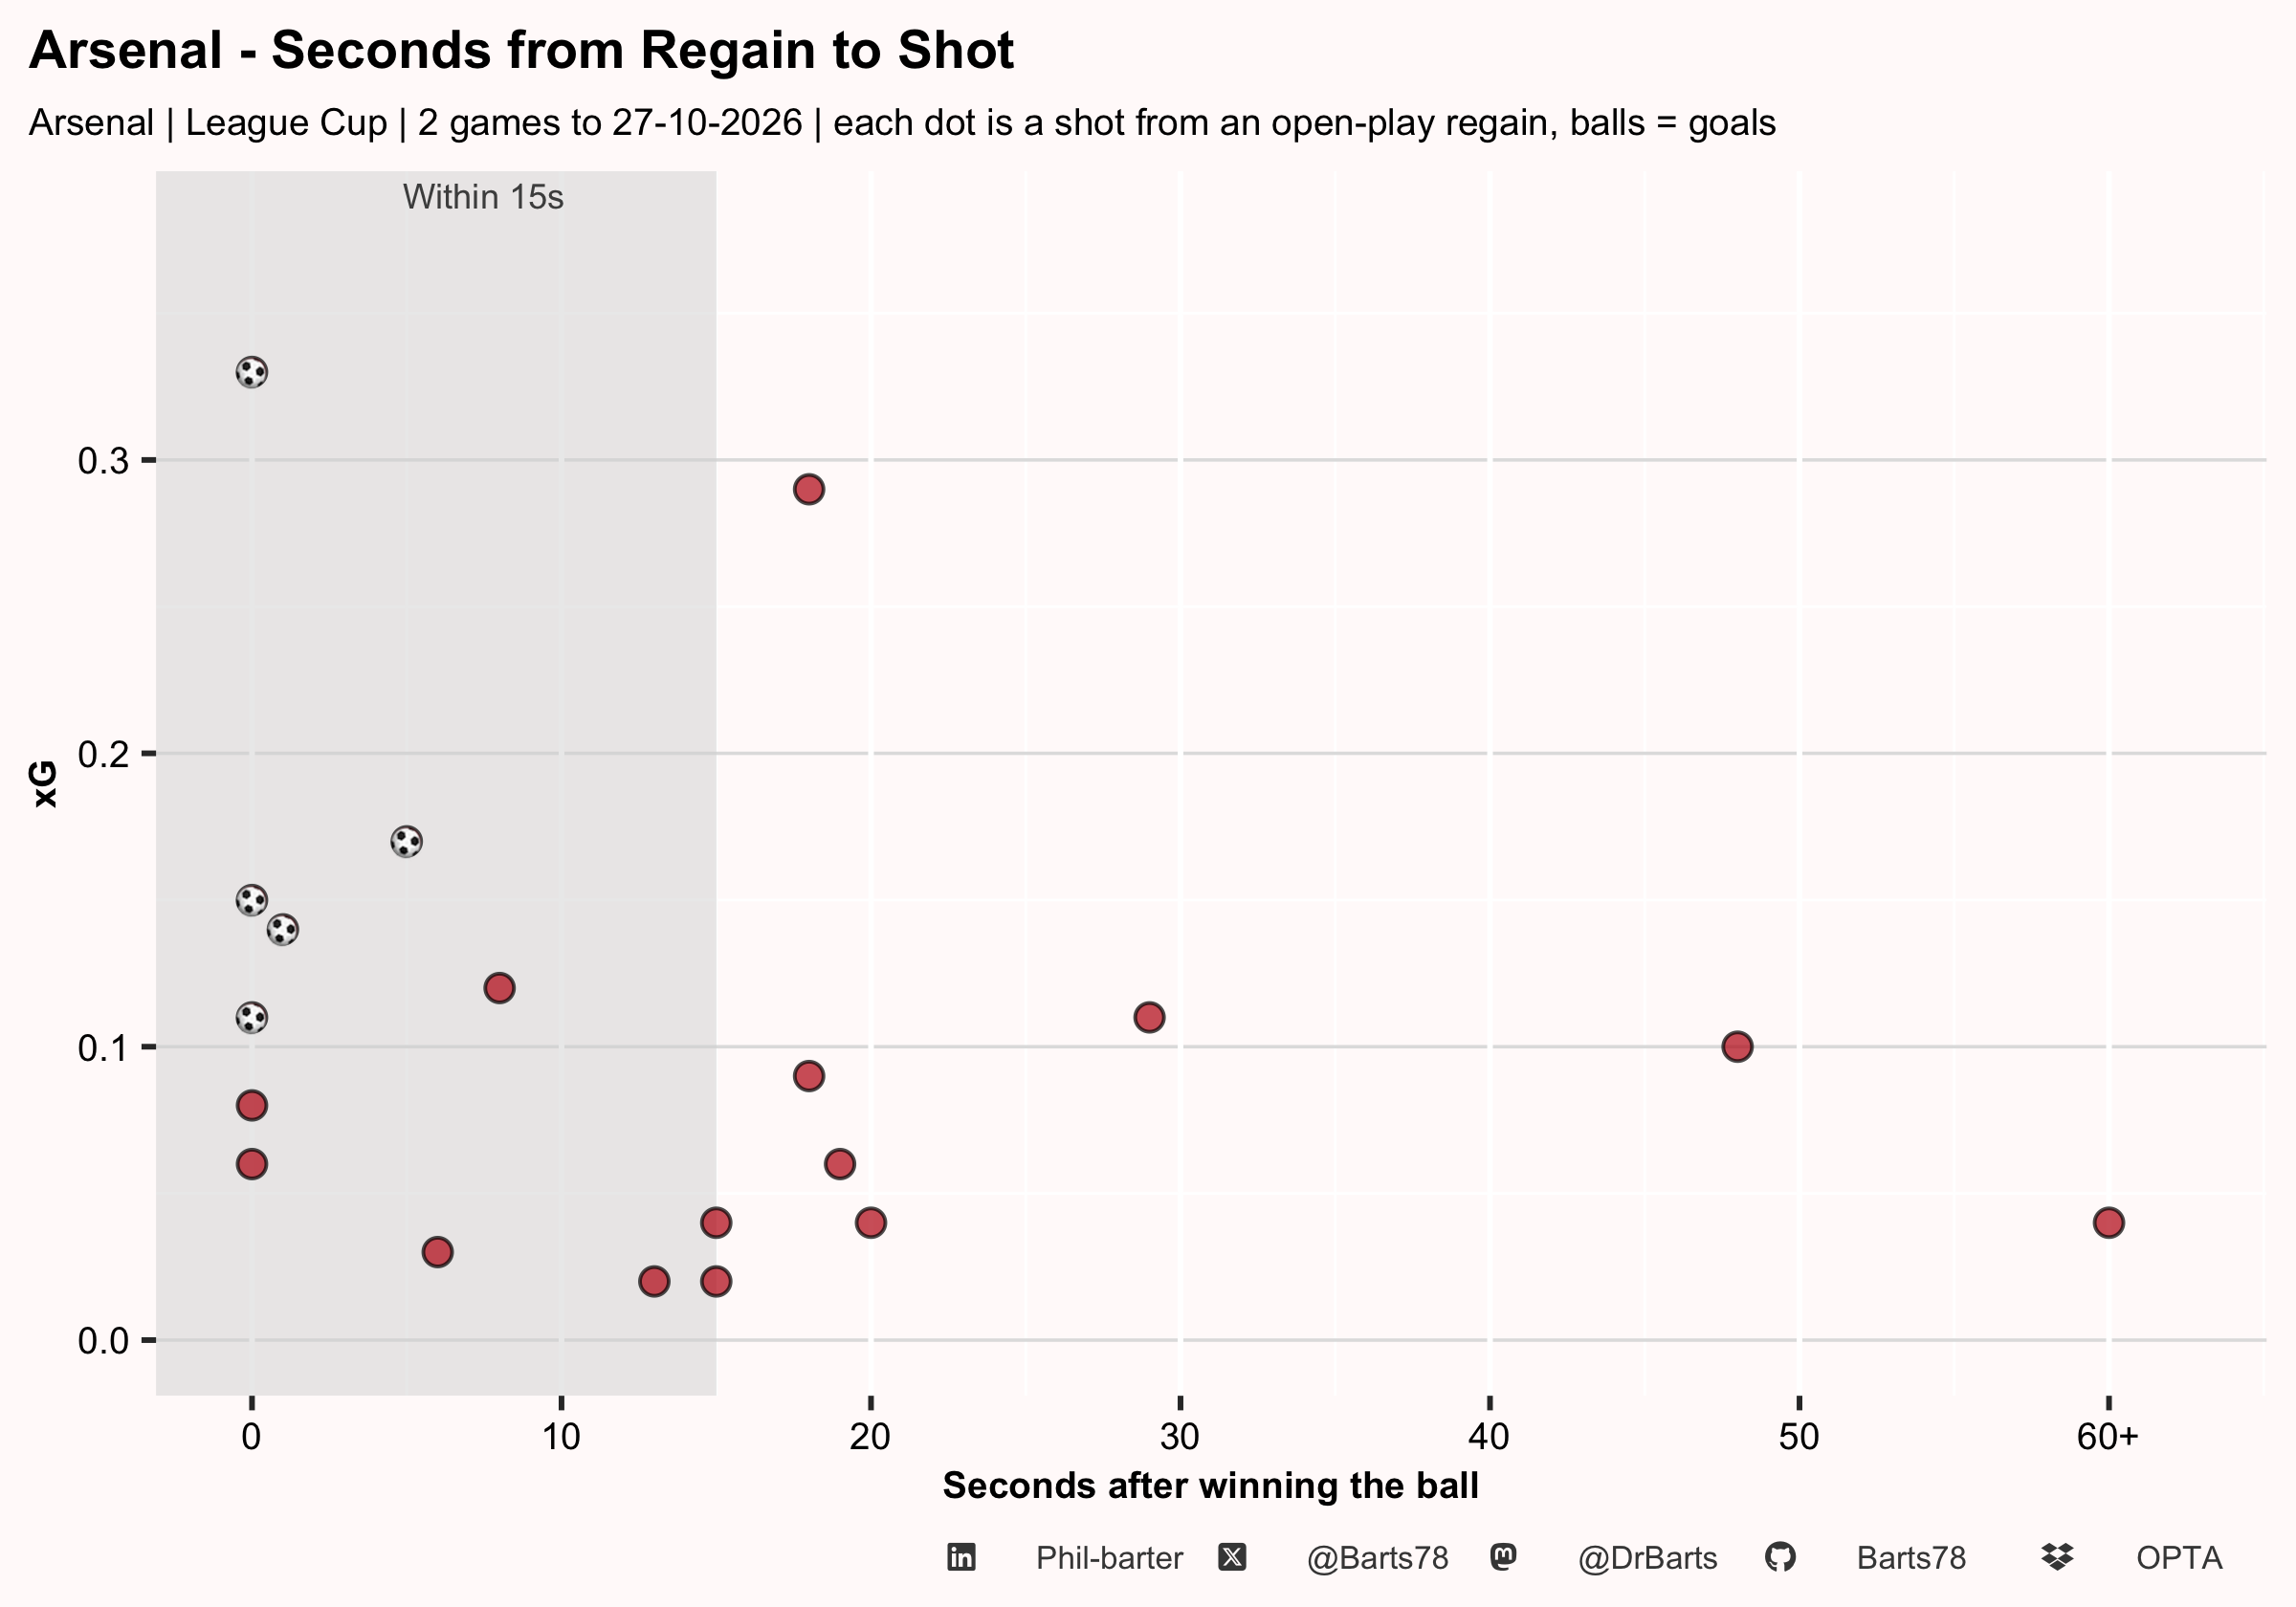 Arsenal - Seconds from Regain to Shot
Arsenal | League Cup | 2 games to 27-10-2026 | each dot is a shot from an open-play regain, balls = goals
Within 15s
0.3
0.2
0.1
0.0
xG
0 10 20 30 40 50 60+
Seconds after winning the ball
Phil-barter @Barts78 @DrBarts Barts78 OPTA